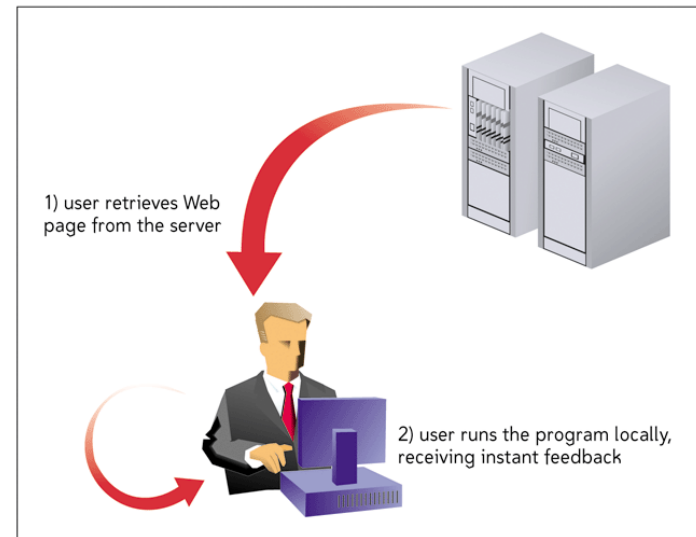 1) user retrieves Web
page from the server
2) user runs the program locally,
receiving instant feedback